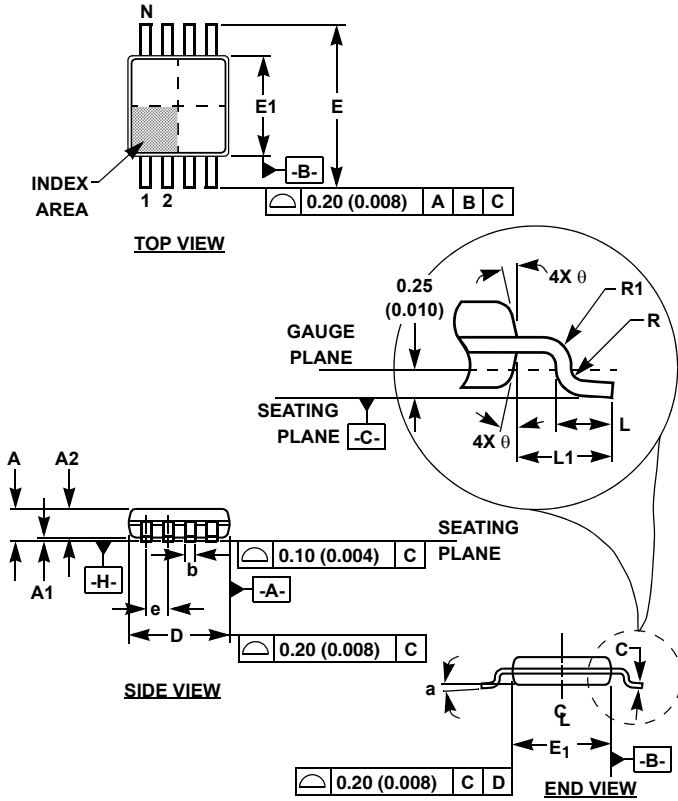 N
E1
E
-B-
INDEX
AREA
1 2
0.20 (0.008) A B C
TOP VIEW
0.25
(0.010)
4X θ
R1
R
GAUGE
PLANE
SEATING
PLANE -C-
4X θ
L
L1
A A2
SEATING
PLANE
A1
-H-
b
0.10 (0.004) C
-A-
e
D
0.20 (0.008) C
SIDE VIEW
C
a
CL
E1
-B-
0.20 (0.008) C D
END VIEW